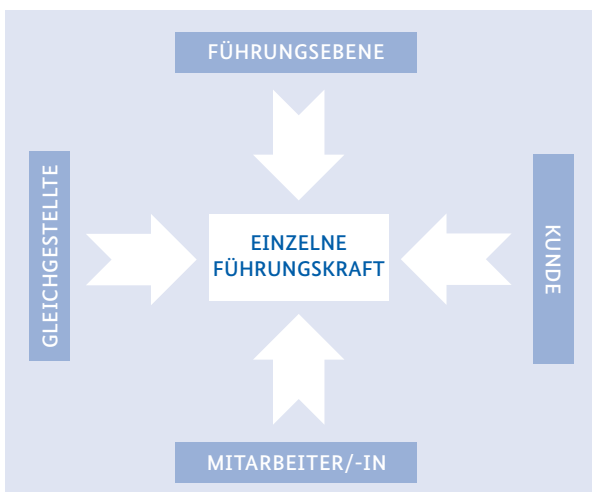 FÜHRUNGSEBENE
GLEICHGESTELLTE
EINZELNE
FÜHRUNGSKRAFT
KUNDE
MITARBEITER/-IN